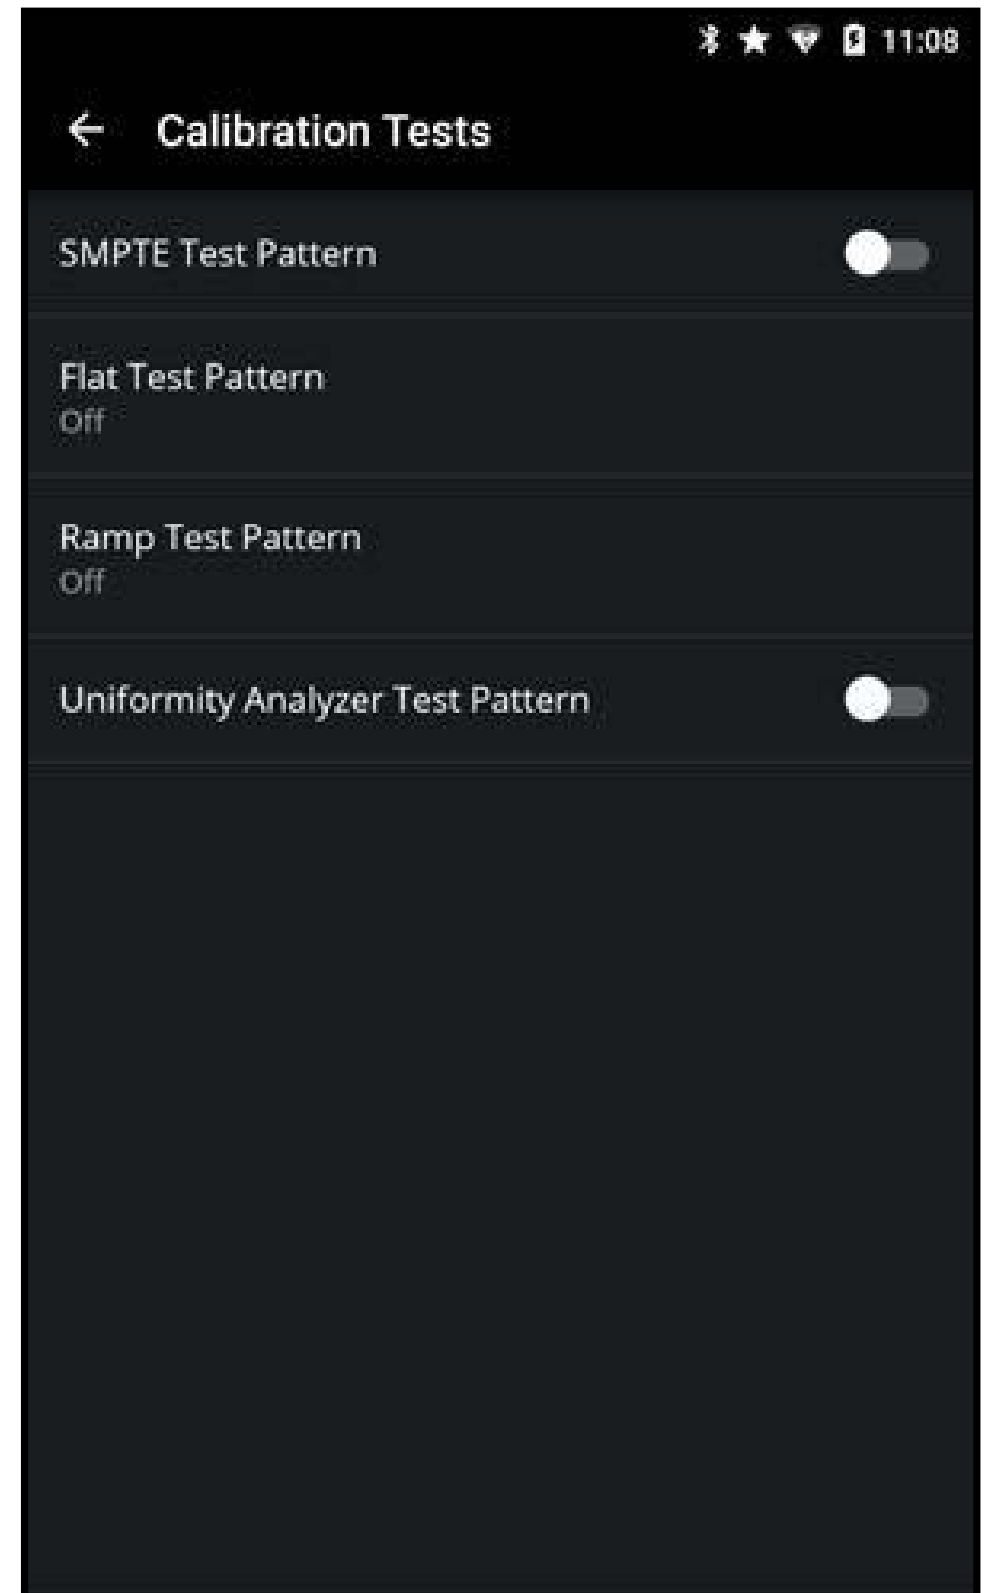 11:08
Calibration Tests
SMPTE Test Pattern
Flat Test Pattern
Off
Ramp Test Pattern
Off
Uniformity Analyzer Test Pattern